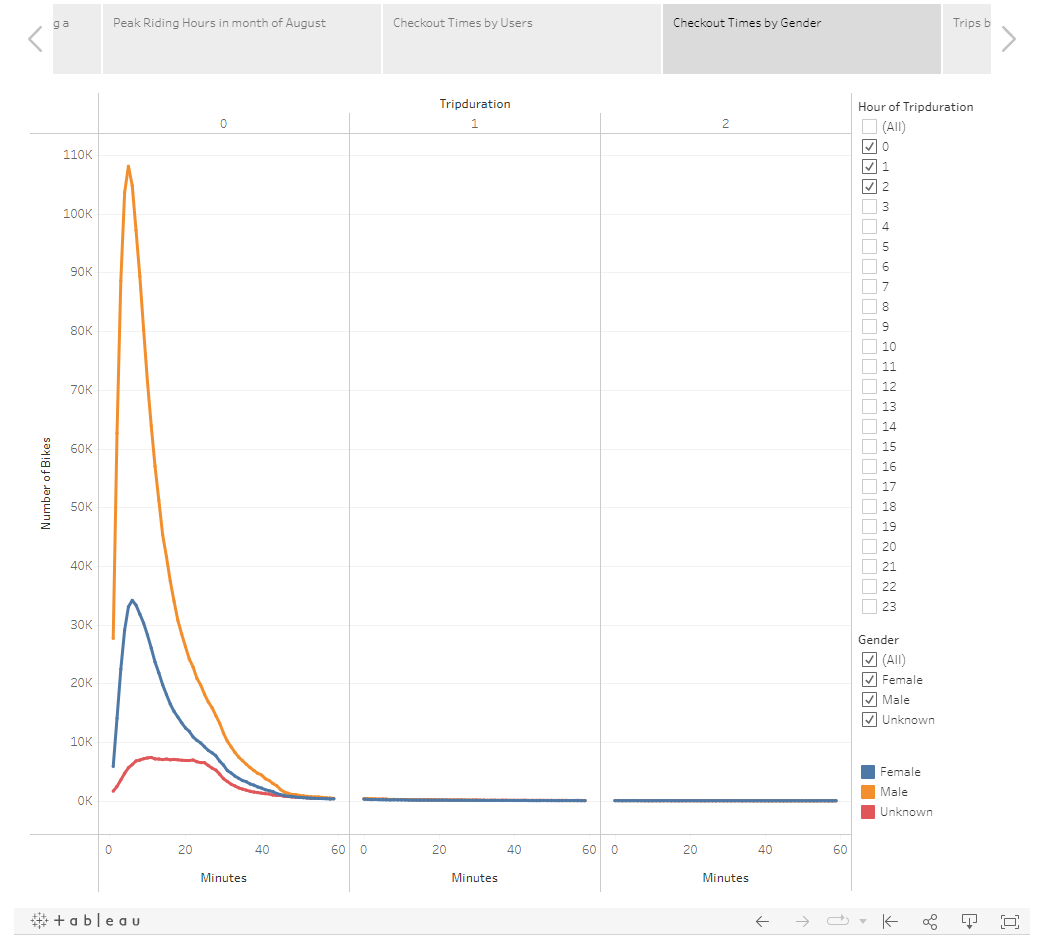 g a
Peak Riding Hours in month of August
Checkout Times by Users
Checkout Times by Gender
Trips b
Tripduration
0
1
2
110K
100K
90K
80K
70K
60K
50K
40K
30K
20K
10K
0K
Number of Bikes
0 20 40 60
0 20 40 60
0 20 40 60
Minutes
Minutes
Minutes
Hour of Tripduration
(All)
0
1
2
3
4
5
6
7
8
9
10
11
12
13
14
15
16
17
18
19
20
21
22
23
Gender
(All)
Female
Male
Unknown
Female
Male
Unknown
+ a b | e a u